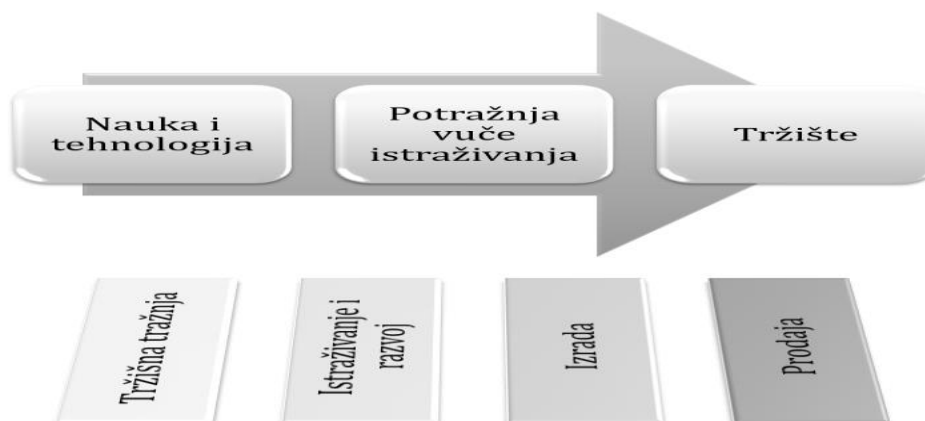 Nauka i
tehnologija
Potražnja
vuče
istraživanja
Tržište
Tržišna tražnja
Istraživanje i
razvoj
Izrada
Prodaja